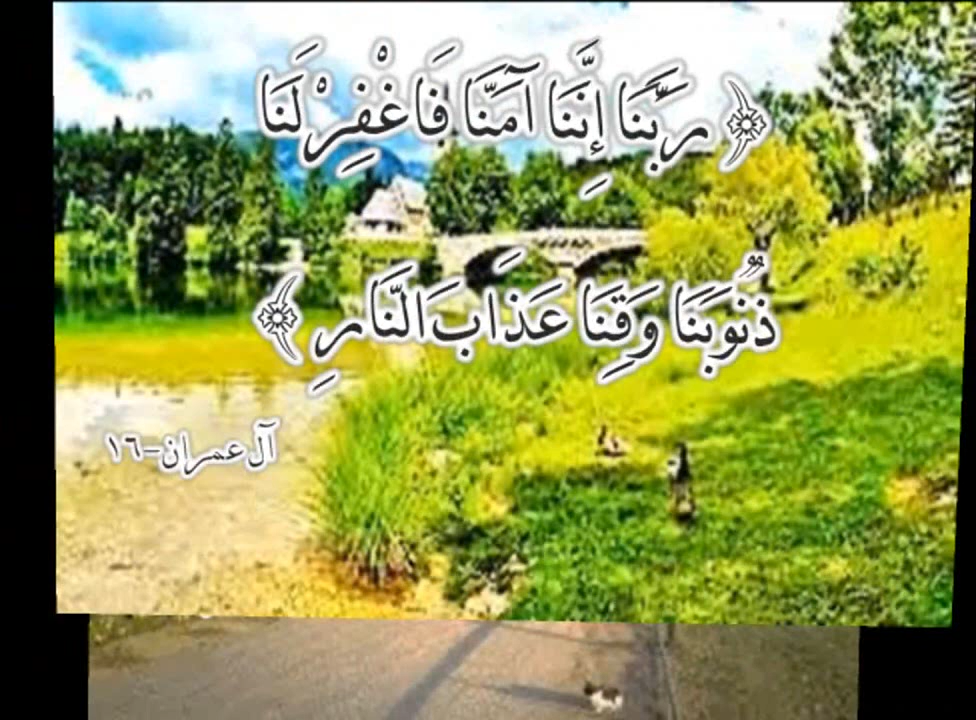 ﴿ رَبَّنَا إِنَّنَا آمَنَّا فَاغْفِرْ لَنَا
ذُنُوبَنَا وَقِنَا عَذَابَ النَّارِ ﴾
آل عمران-١٦